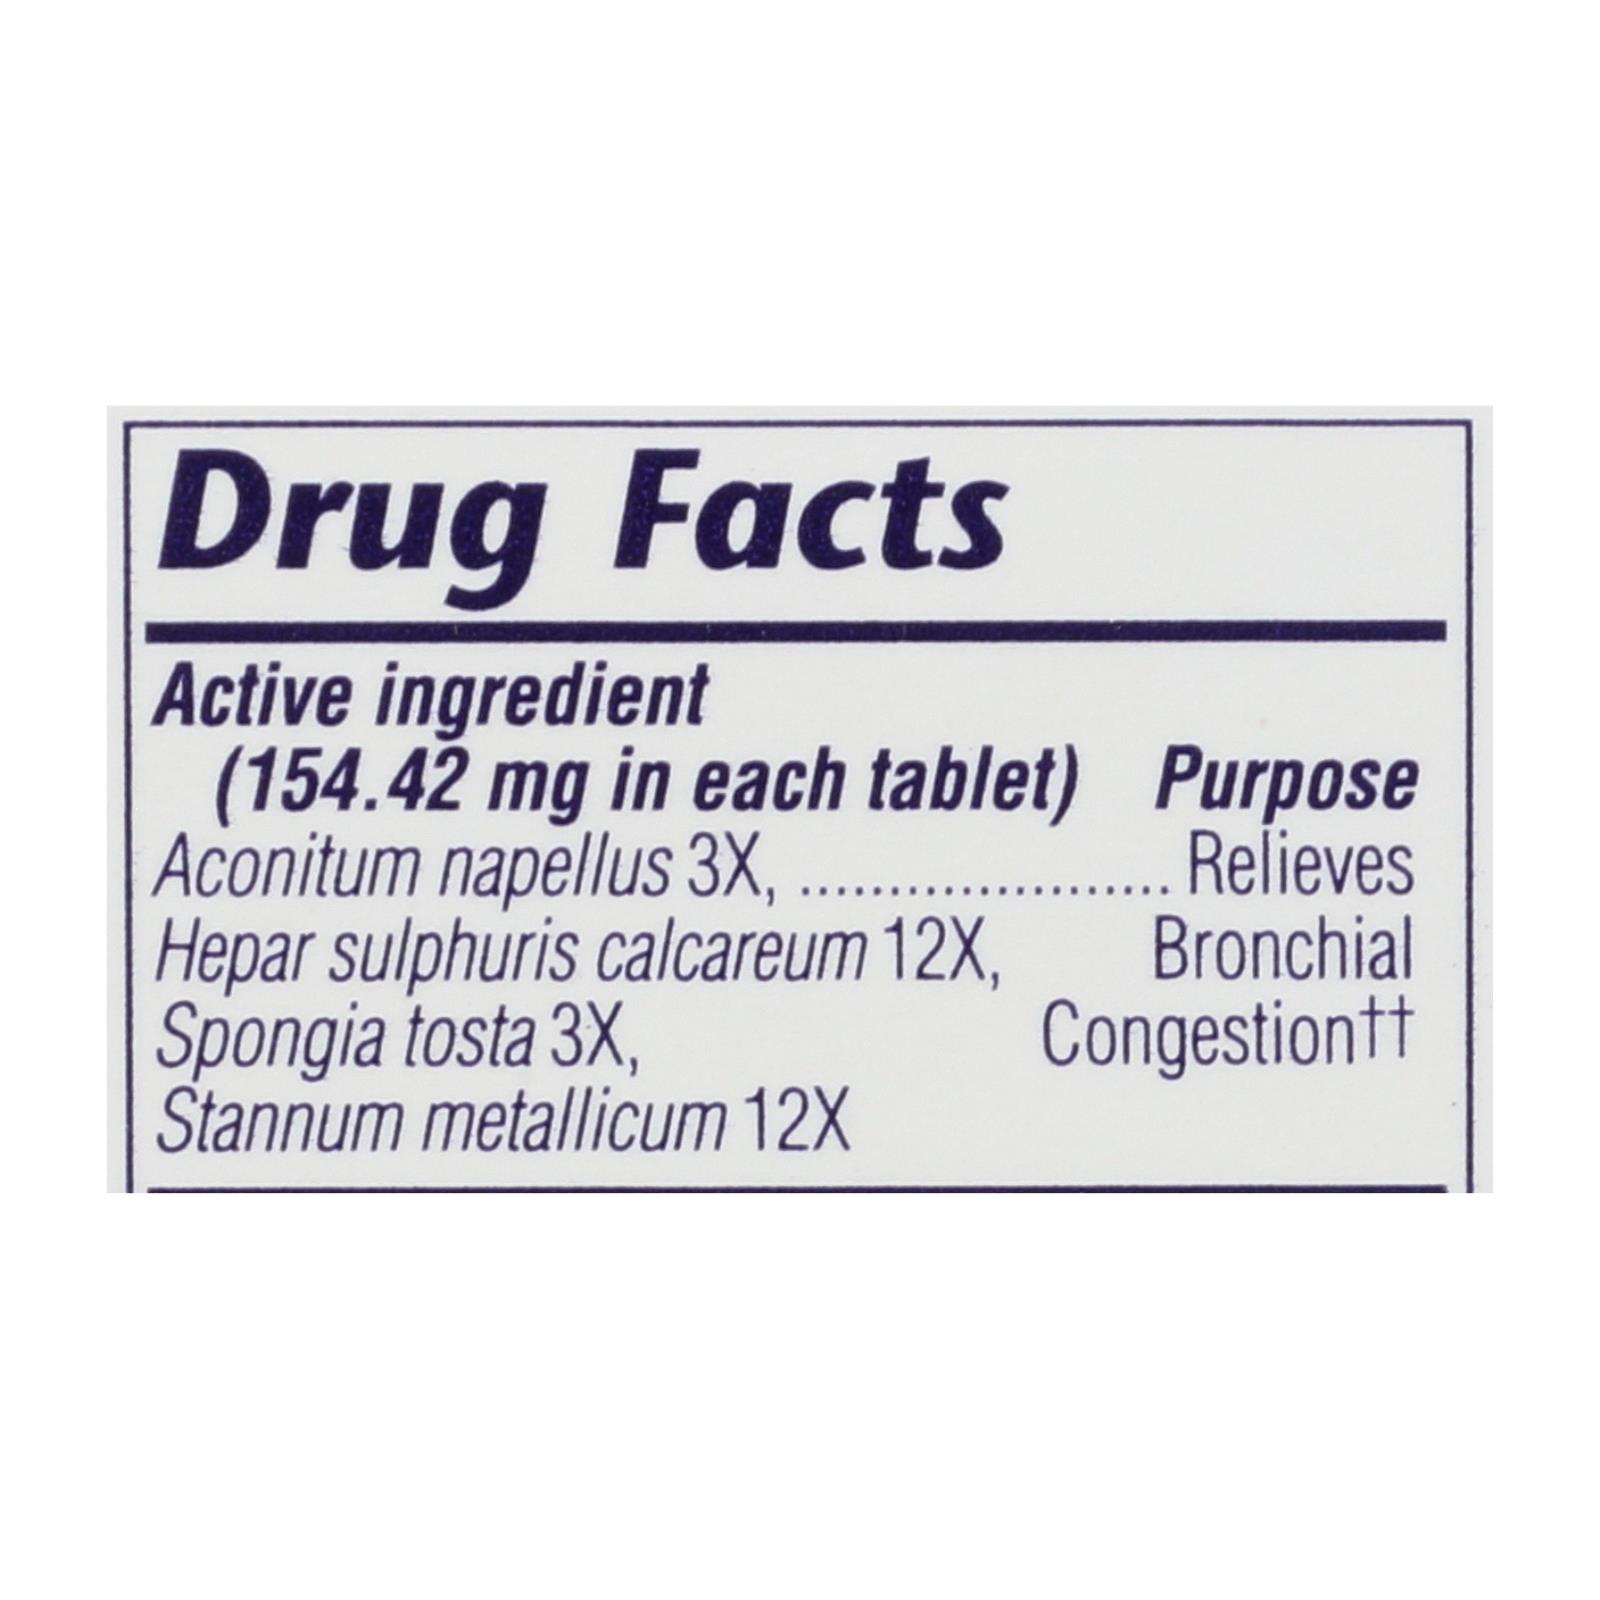 Drug Facts
Active ingredient
(154.42 mg in each tablet) Purpose
Aconitum napellus 3X, ..................... Relieves
Hepar sulphuris calcareum 12X, Bronchial
Spongia tosta 3X, Congestion††
Stannum metallicum 12X